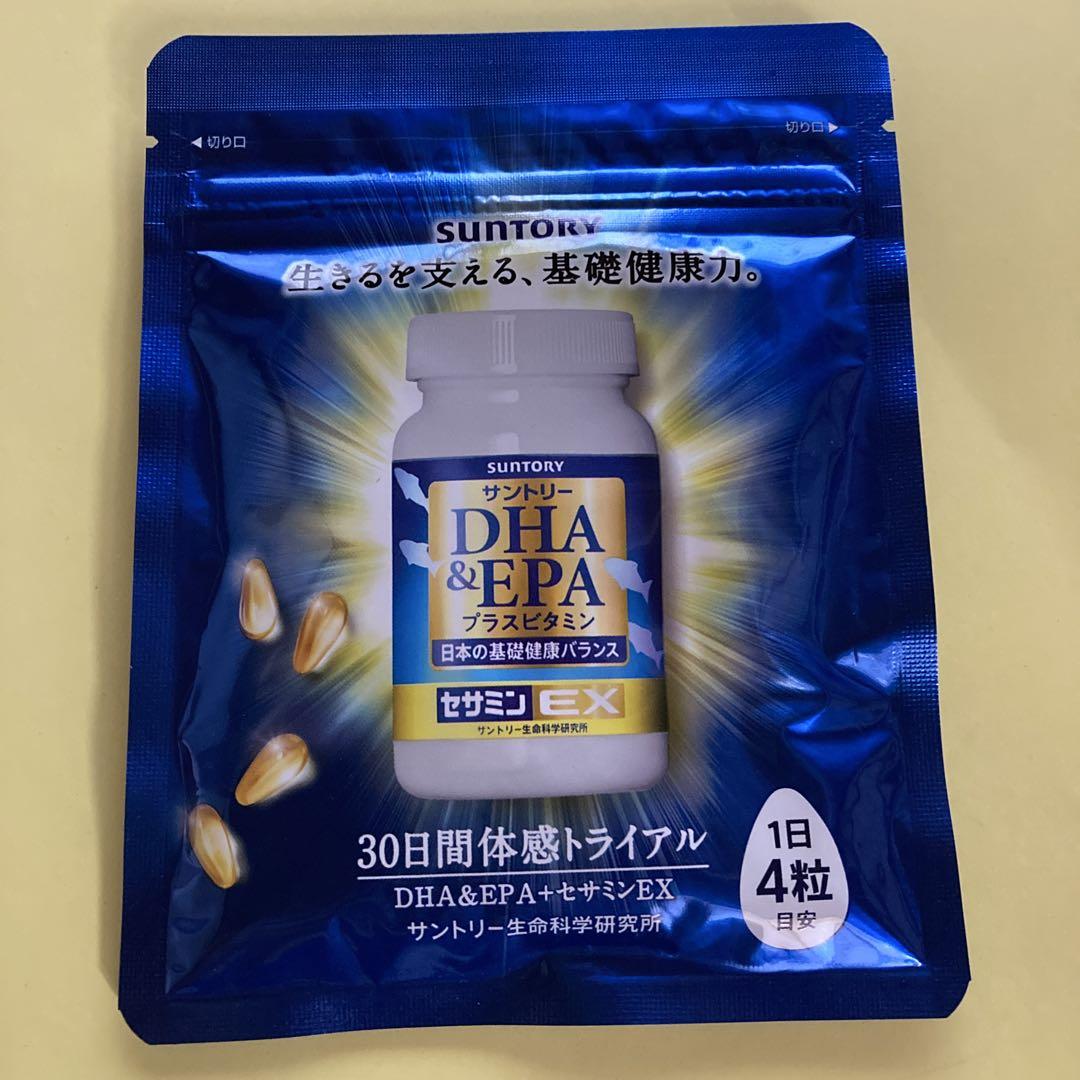 ◀切り口
切り口▶
SUNTORY
生きるを支える、基礎健康力。
SUNTORY
サントリー
DHA
&EPA
プラスビタミン
日本の基礎健康バランス
セサミンEX
サントリー生命科学研究所
30日間体感トライアル
DHA&EPA+セサミンEX
サントリー生命科学研究所
1日
4粒
目安